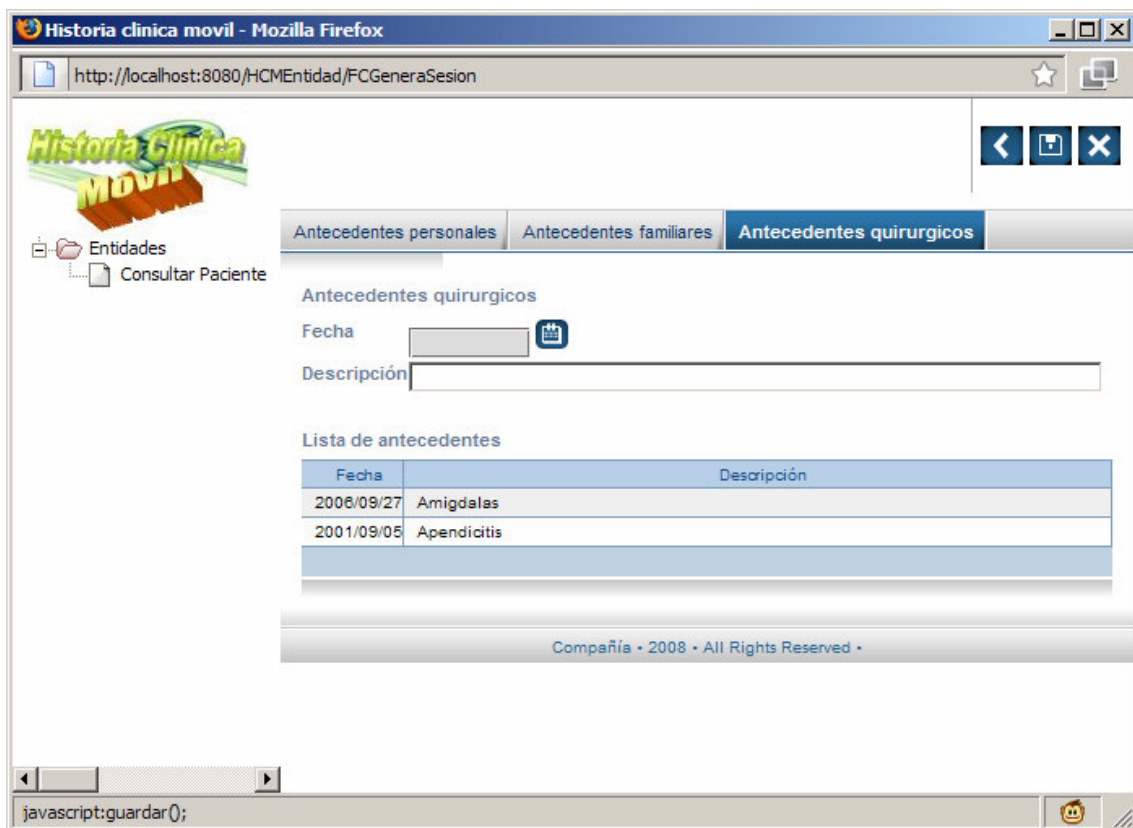 Historia clinica movil - Mozilla Firefox
http://localhost:8080/HCMEntidad/FCGeneraSesion
Historia Clinica
Movil
Entidades
Consultar Paciente
Antecedentes personales Antecedentes familiares Antecedentes quirurgicos
Antecedentes quirurgicos
Fecha
Descripción
Lista de antecedentes
Fecha Descripción
2006/09/27 Amigdalas
2001/09/05 Apendicitis
Compañía • 2008 • All Rights Reserved •
javascript:guardar();